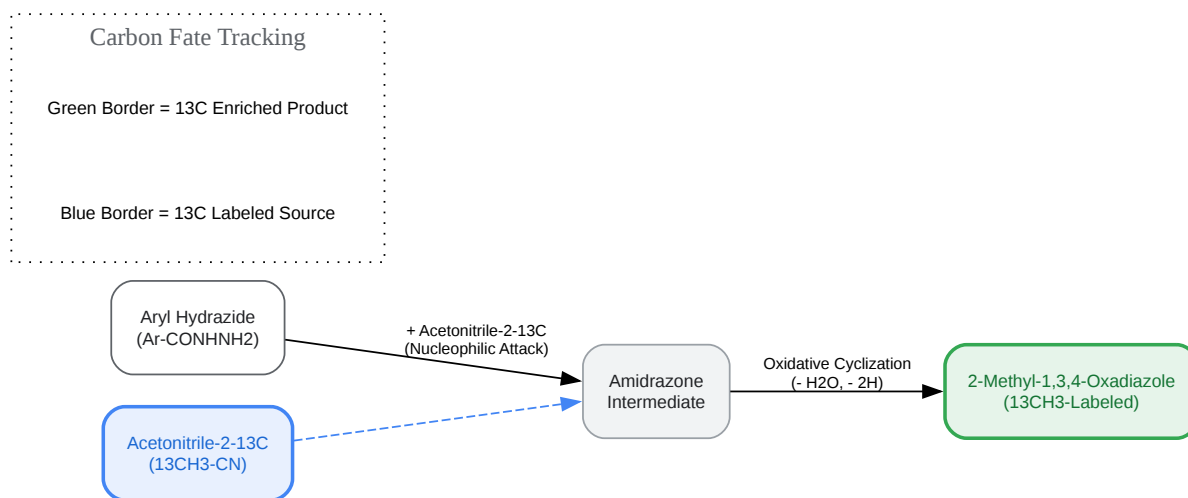 Carbon Fate Tracking
Green Border = 13C Enriched Product
Blue Border = 13C Labeled Source
Aryl Hydrazide
(Ar-CONHNH2)
+ Acetonitrile-2-13C
(Nucleophilic Attack)
Acetonitrile-2-13C
(13CH3-CN)
Amidrazone
Intermediate
Oxidative Cyclization
(- H2O, - 2H)
2-Methyl-1,3,4-Oxadiazole
(13CH3-Labeled)